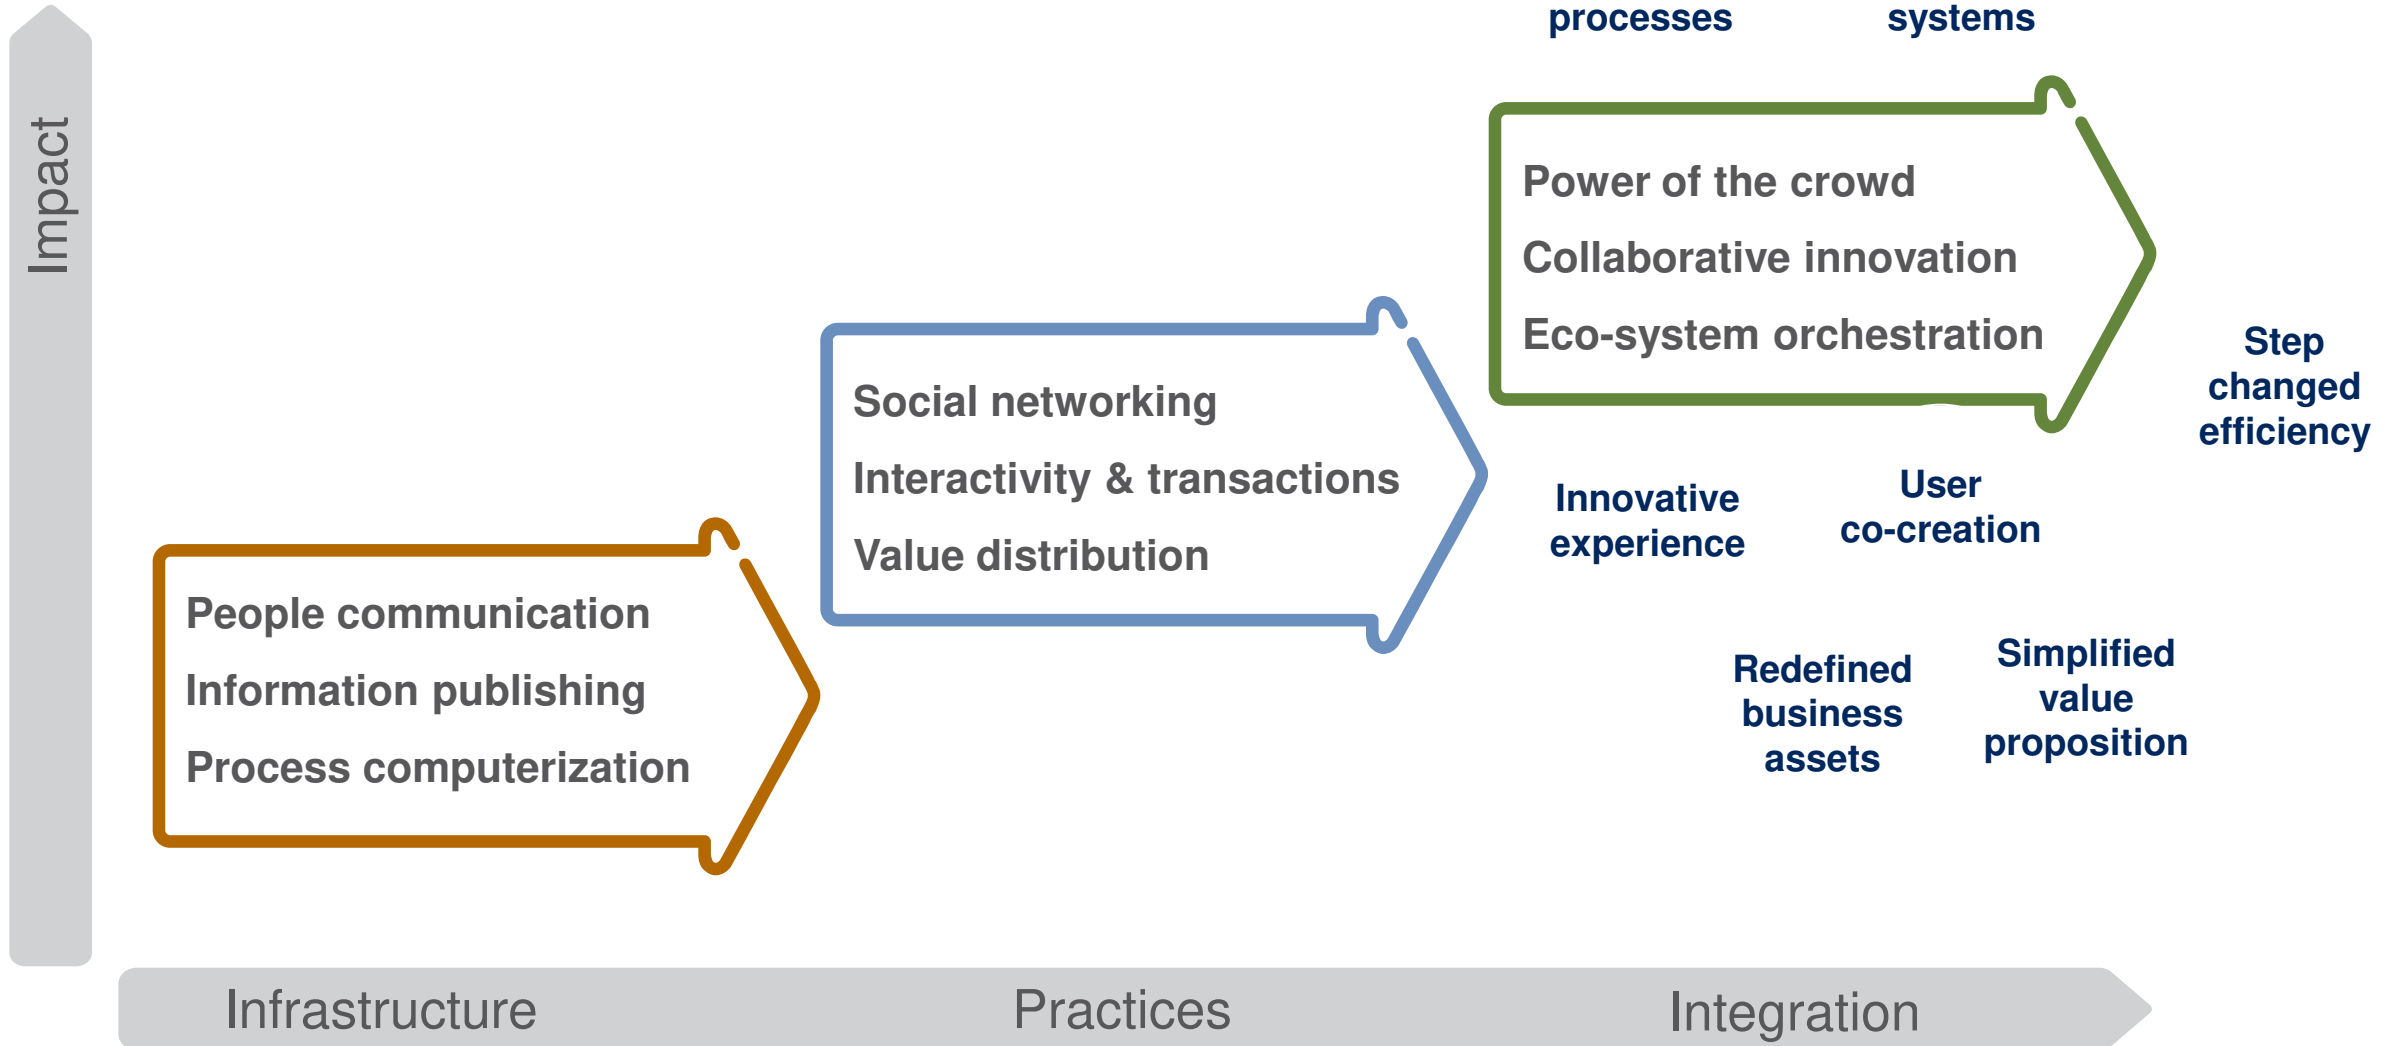 processes
systems
Impact
Power of the crowd
Collaborative innovation
Eco-system orchestration
Step
changed
efficiency
Social networking
Interactivity & transactions
Value distribution
Innovative
experience
User
co-creation
People communication
Information publishing
Process computerization
Redefined
business
assets
Simplified
value
proposition
Infrastructure
Practices
Integration